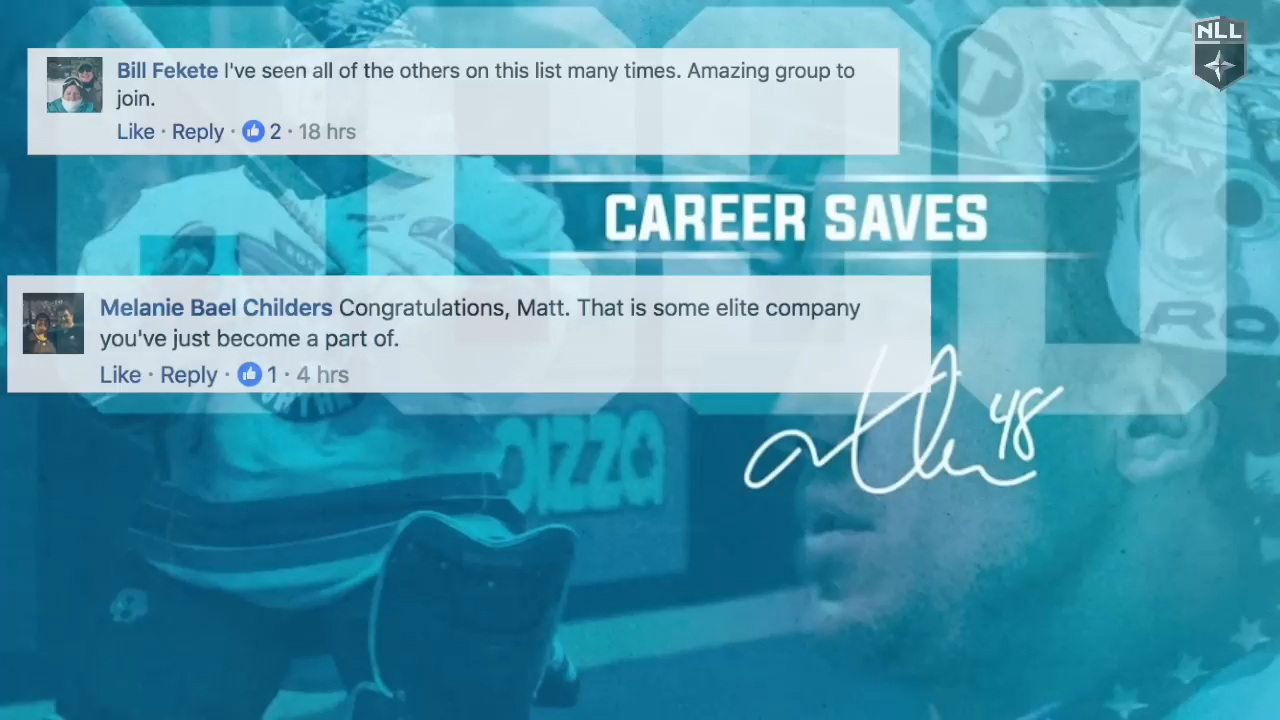 NLL
Bill Fekete I've seen all of the others on this list many times. Amazing group to
join.
Like · Reply · 2 · 18 hrs
CAREER SAVES
Melanie Bael Childers Congratulations, Matt. That is some elite company
you've just become a part of.
Like · Reply · 1 · 4 hrs
48
PIZZA